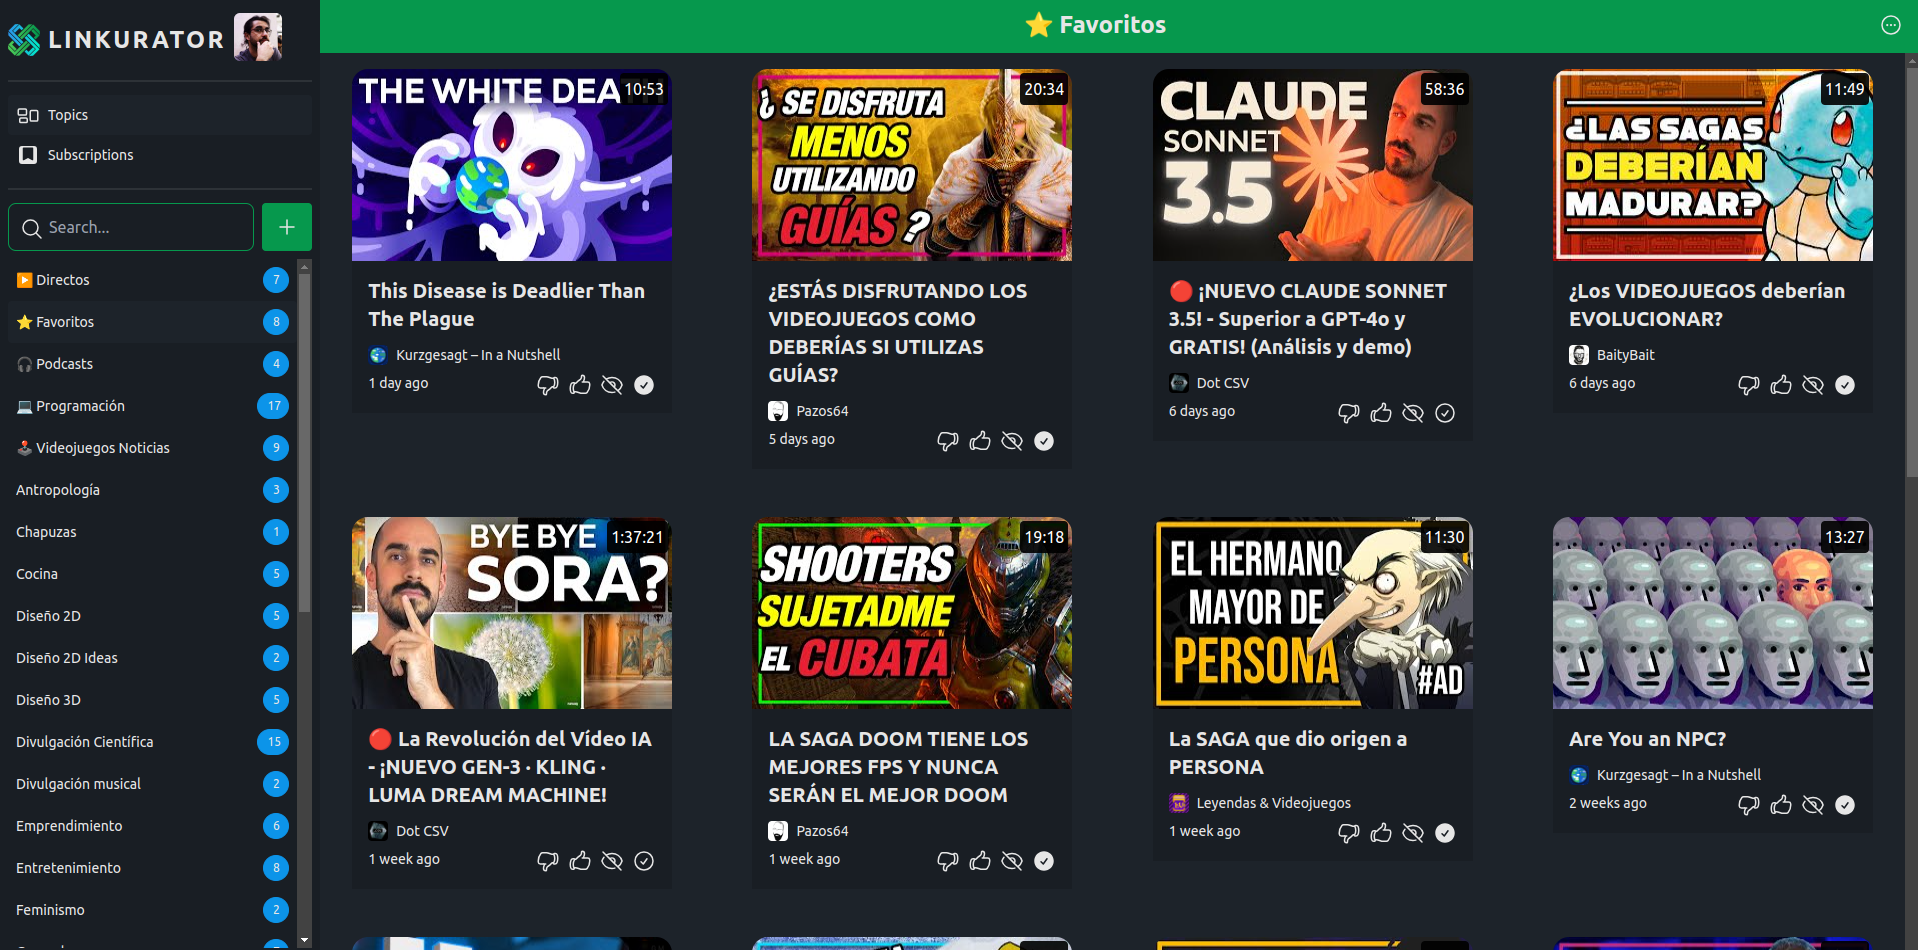 LINKURATOR
Topics
Subscriptions
Search...
▶️ Directos 7
⭐ Favoritos 8
🎧 Podcasts 4
💻 Programación 17
🕹️ Videojuegos Noticias 9
Antropología 3
Chapuzas 1
Cocina 5
Diseño 2D 5
Diseño 2D Ideas 2
Diseño 3D 5
Divulgación Científica 15
Divulgación musical 2
Emprendimiento 6
Entretenimiento 8
Feminismo 2
⭐ Favoritos
THE WHITE DEATH
10:53
This Disease is Deadlier Than
The Plague
Kurzgesagt – In a Nutshell
1 day ago
20:34
¿ SE DISFRUTA
MENOS
UTILIZANDO
GUÍAS ?
¿ESTÁS DISFRUTANDO LOS
VIDEOJUEGOS COMO
DEBERÍAS SI UTILIZAS
GUÍAS?
Pazos64
5 days ago
58:36
CLAUDE
SONNET
3.5
🔴 ¡NUEVO CLAUDE SONNET
3.5! - Superior a GPT-4o y
GRATIS! (Análisis y demo)
Dot CSV
6 days ago
11:49
¿LAS SAGAS
DEBERÍAN
MADURAR?
¿Los VIDEOJUEGOS deberían
EVOLUCIONAR?
BaityBait
6 days ago
BYE BYE
1:37:21
SORA?
🔴 La Revolución del Vídeo IA
- ¡NUEVO GEN-3 · KLING ·
LUMA DREAM MACHINE!
Dot CSV
1 week ago
19:18
SHOOTERS
SUJETADME
EL CUBATA
LA SAGA DOOM TIENE LOS
MEJORES FPS Y NUNCA
SERÁN EL MEJOR DOOM
Pazos64
1 week ago
11:30
EL HERMANO
MAYOR DE
PERSONA
#AD
La SAGA que dio origen a
PERSONA
Leyendas & Videojuegos
1 week ago
13:27
Are You an NPC?
Kurzgesagt – In a Nutshell
2 weeks ago